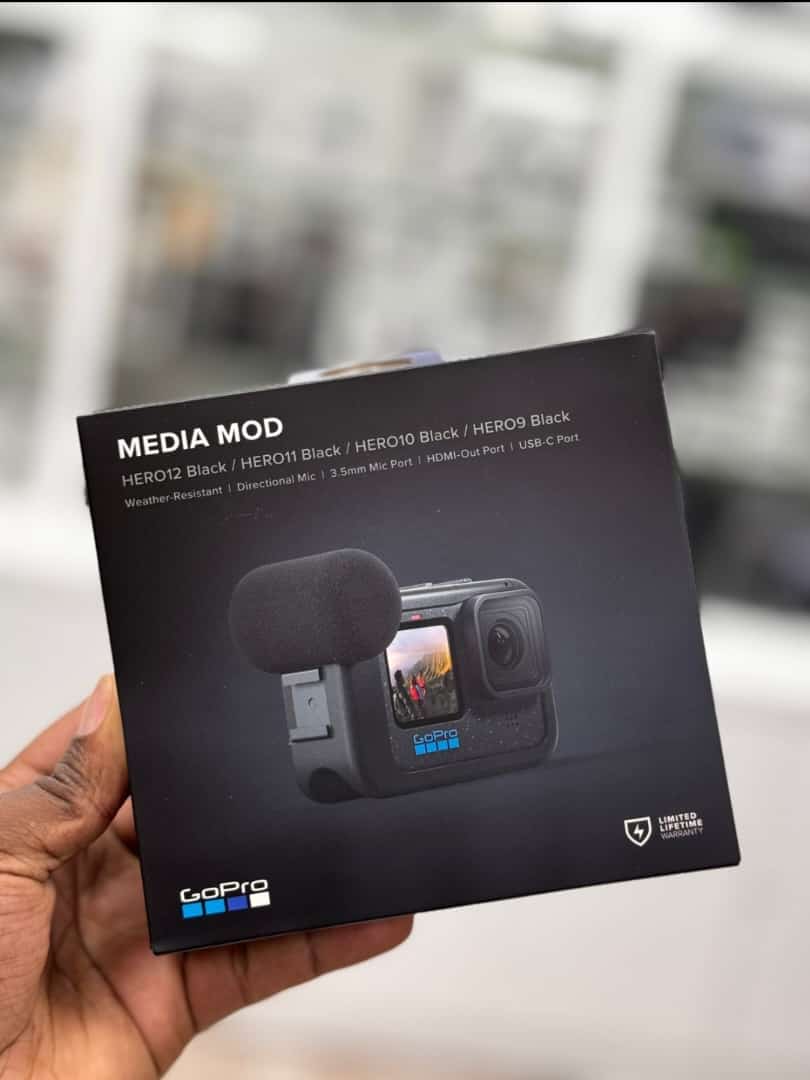 MEDIA MOD
HERO12 Black / HERO11 Black / HERO10 Black / HERO9 Black
Weather-Resistant | Directional Mic | 3.5mm Mic Port | HDMI-Out Port | USB-C Port
GoPro
LIMITED
LIFETIME
WARRANTY
GoPro